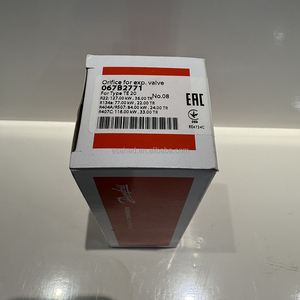 Orifice for exp. valve
067B2771
For Type TE 20
No.08
R22: 127.00 kW, 36.00 TR
R134a: 77.00 kW, 22.00 TR
R404A/R507: 84.00 kW, 24.00 TR
R407C: 116.00 kW, 33.00 TR
EAC